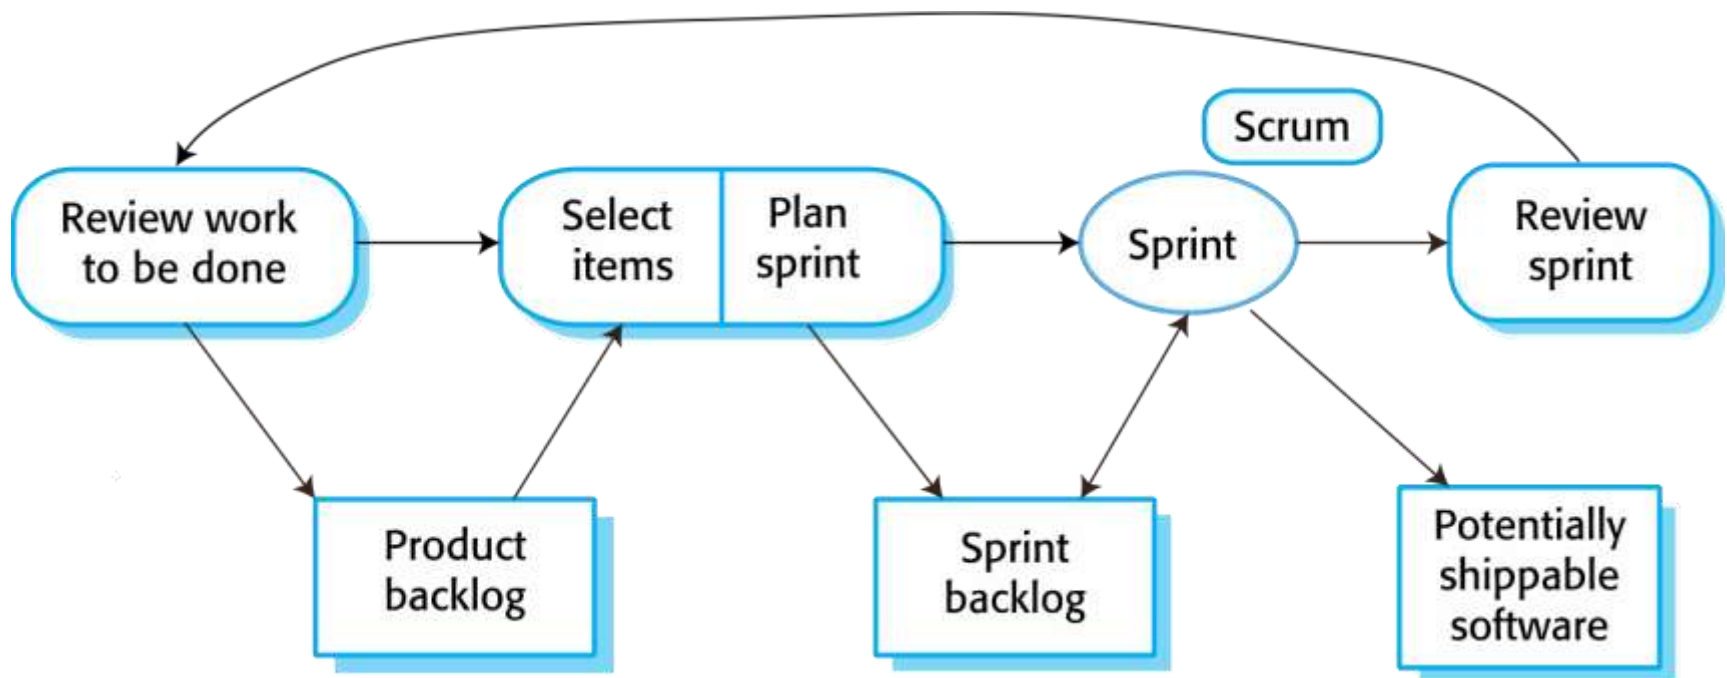 Scrum
Review work
to be done
Select
items
Plan
sprint
Sprint
Review
sprint
Product
backlog
Sprint
backlog
Potentially
shippable
software